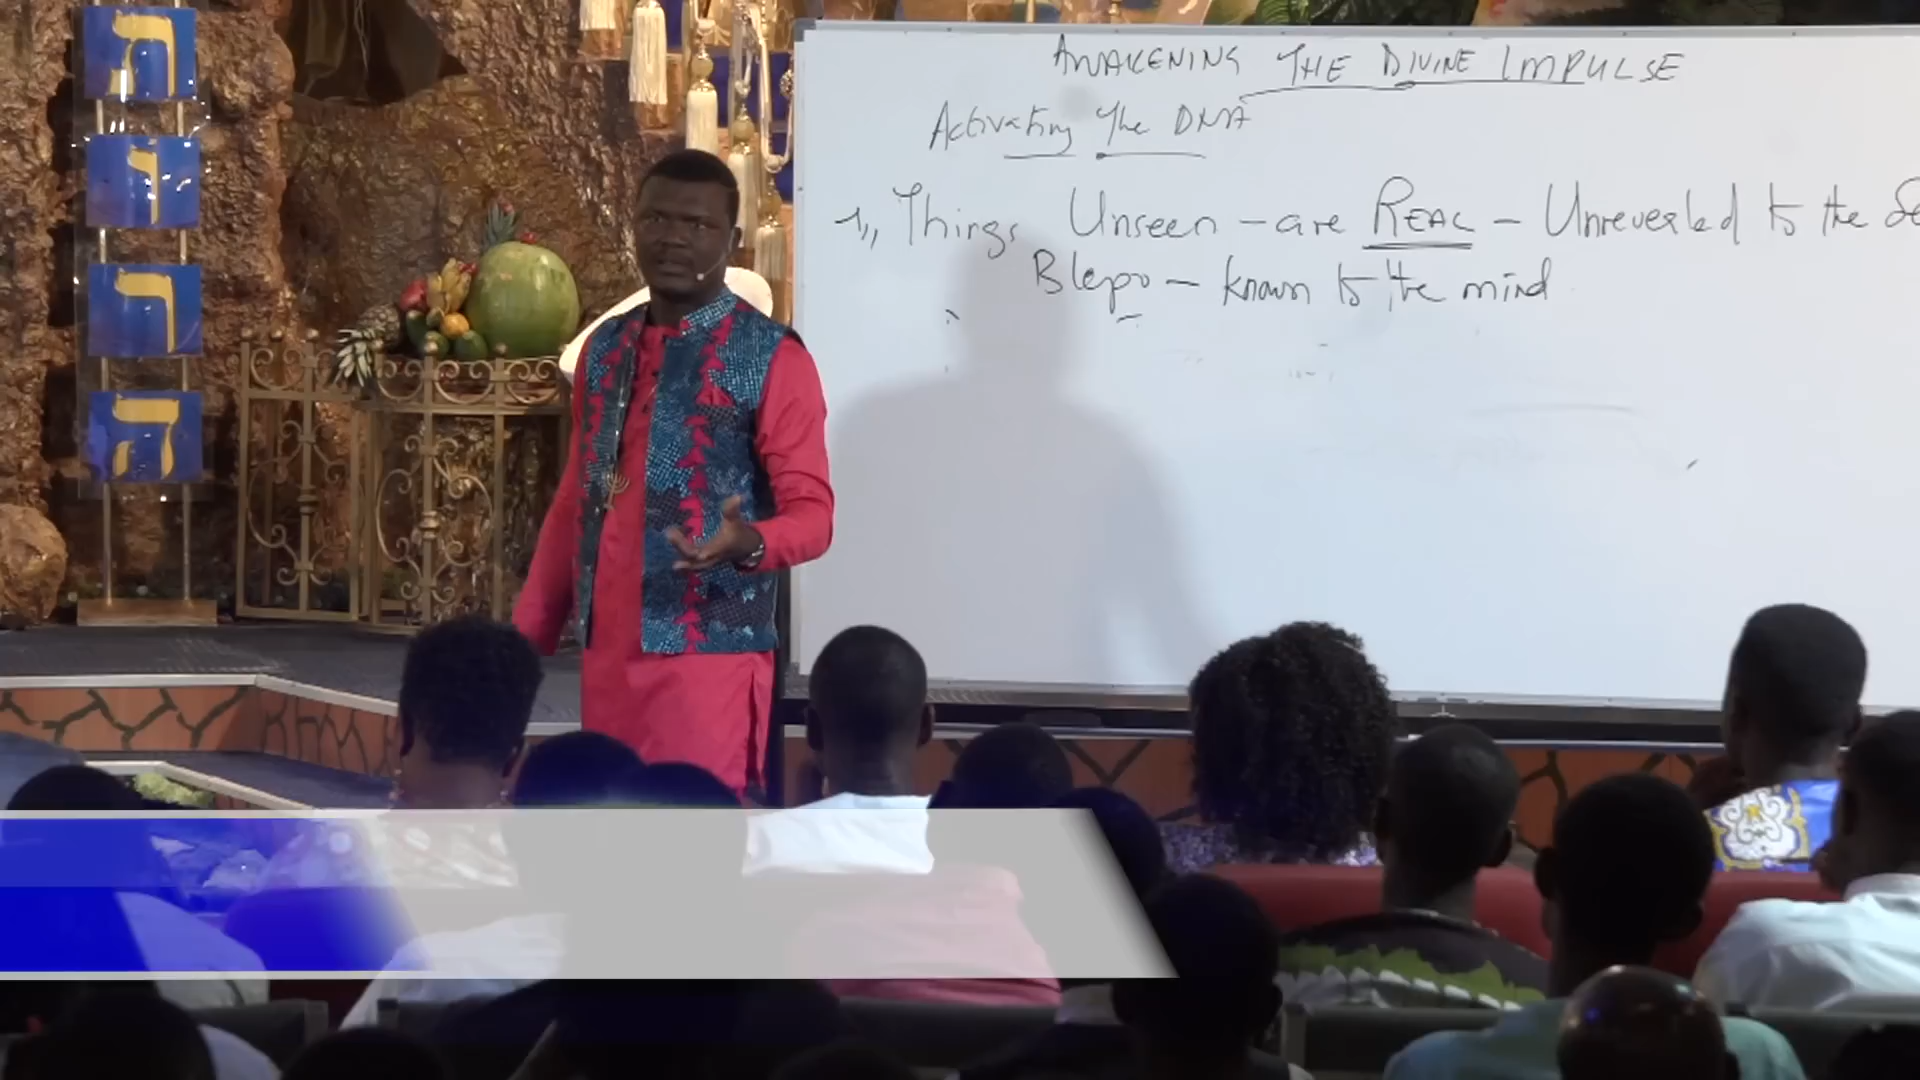 AWAKENING THE DIVINE IMPULSE
Activating The DNA
1,, Things Unseen - are REAL - Unrevealed to the Se
Blepo - known to the mind
ת
ו
ר
ה